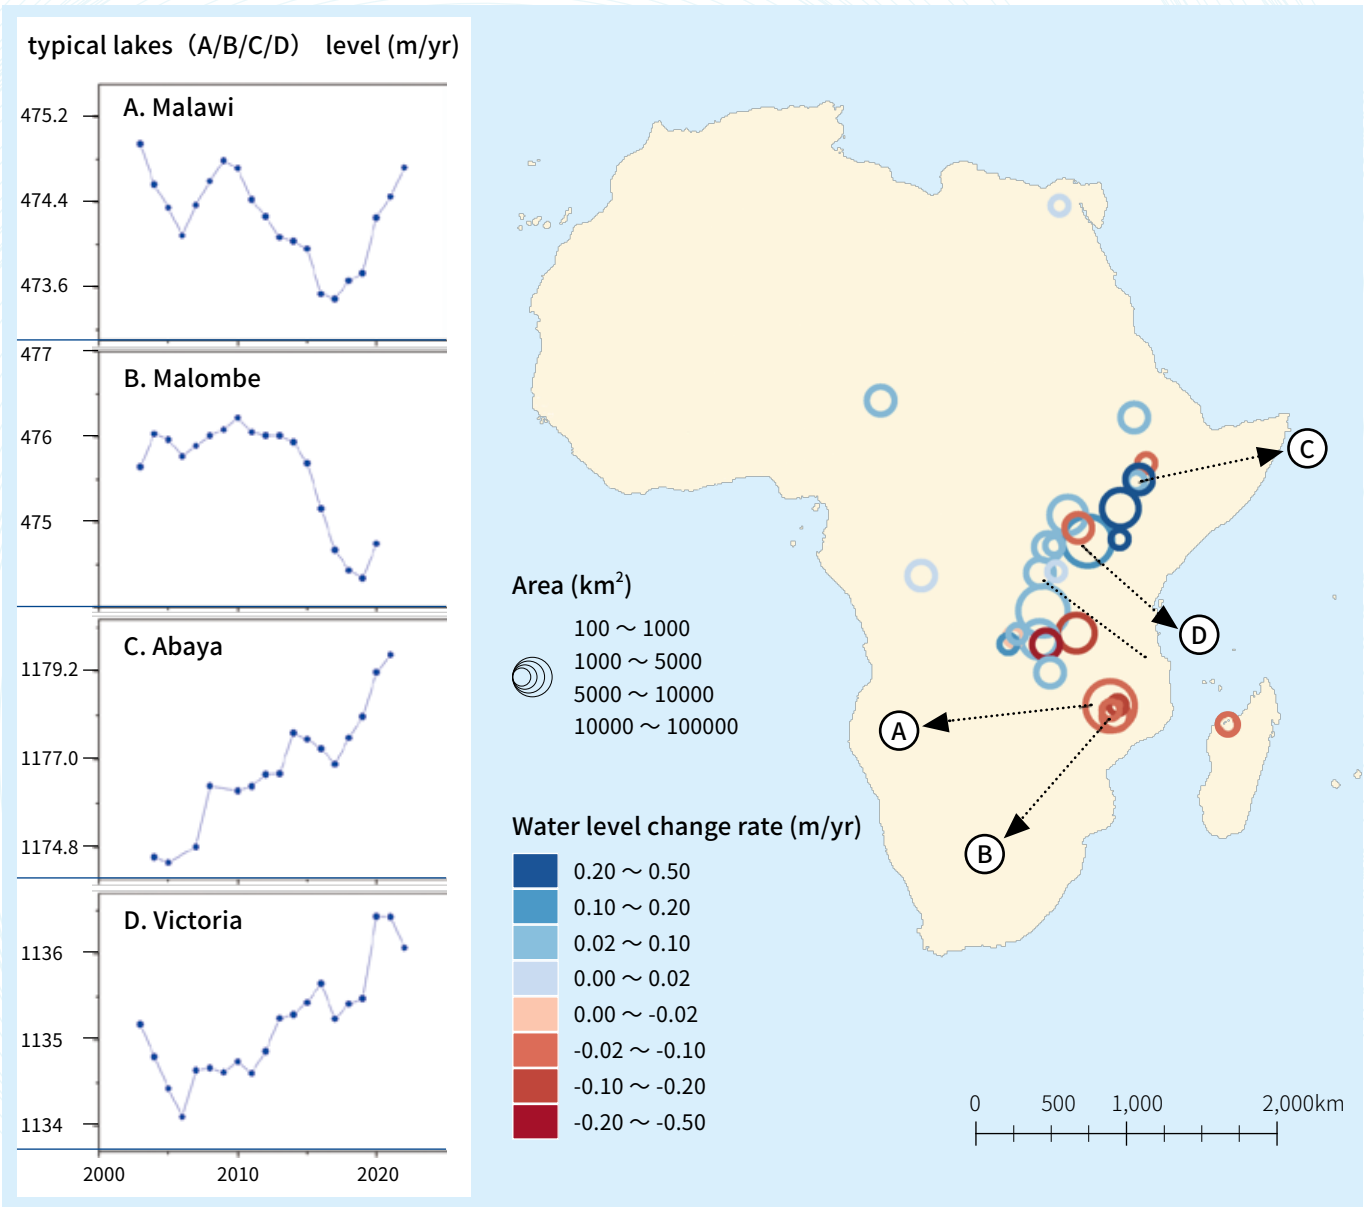 typical lakes（A/B/C/D） level (m/yr)
A. Malawi
475.2
474.4
473.6
B. Malombe
477
476
475
C. Abaya
1179.2
1177.0
1174.8
D. Victoria
1136
1135
1134
2000 2010 2020
C
D
A
B
Area (km²)
100 ～ 1000
1000 ～ 5000
5000 ～ 10000
10000 ～ 100000
Water level change rate (m/yr)
0.20 ～ 0.50
0.10 ～ 0.20
0.02 ～ 0.10
0.00 ～ 0.02
0.00 ～ -0.02
-0.02 ～ -0.10
-0.10 ～ -0.20
-0.20 ～ -0.50
0 500 1,000 2,000km